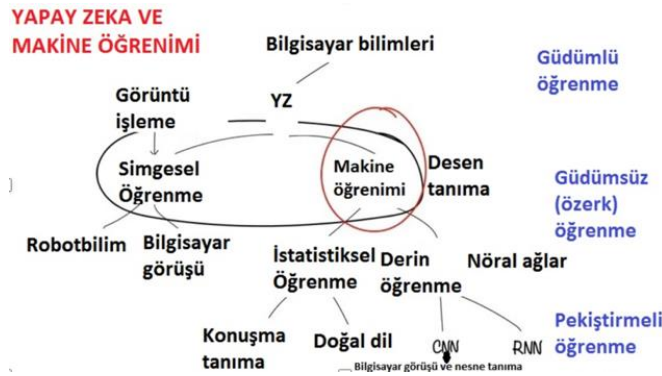 YAPAY ZEKA VE
MAKİNE ÖĞRENİMİ
Bilgisayar bilimleri
Güdümlü
öğrenme
Görüntü
işleme
YZ
Simgesel
Öğrenme
Makine
öğrenimi
Desen
tanıma
Güdümsüz
(özerk)
öğrenme
Robotbilim
Bilgisayar
görüşü
İstatistiksel
Öğrenme
Derin
öğrenme
Nöral ağlar
Konuşma
tanıma
Doğal dil
CNN
RNN
Pekiştirmeli
öğrenme
Bilgisayar görüşü ve nesne tanıma